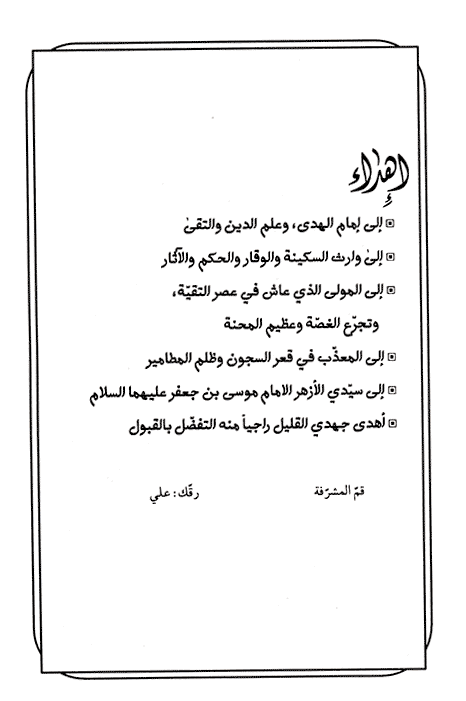 إهداء
إلى إمام الهدى، وعلم الدين والتقىٰ
إلىٰ وارث السكينة والوقار والحكم والآثار
إلى المولى الذي عاش في عصر التقيّة،
وتجرّع الغصّة وعظيم المحنة
إلى المعذّب في قعر السجون وظلم المطامير
إلى سيّدي الأزهر الامام موسى بن جعفر عليهما السلام
أهدى جهدي القليل راجياً منه التفضّل بالقبول
قمّ المشرّفة رقّك: علي